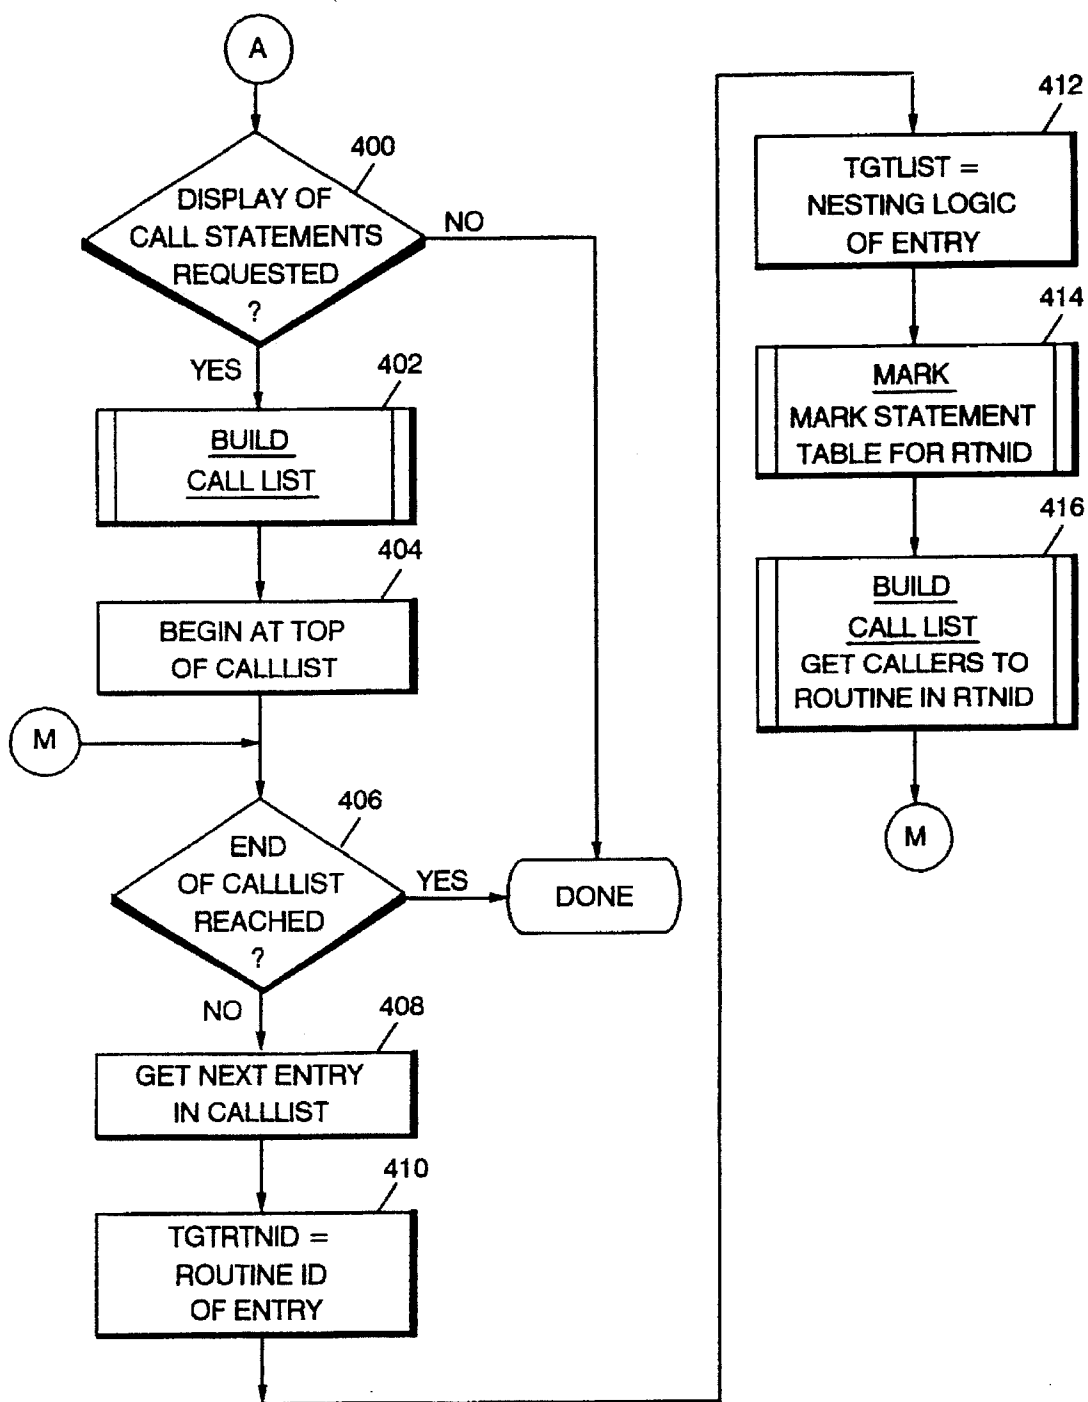 A
400
DISPLAY OF
CALL STATEMENTS
REQUESTED
?
NO
YES
402
BUILD
CALL LIST
404
BEGIN AT TOP
OF CALLLIST
M
406
END
OF CALLLIST
REACHED
?
YES
DONE
NO
408
GET NEXT ENTRY
IN CALLLIST
410
TGTRTNID =
ROUTINE ID
OF ENTRY
412
TGTLIST =
NESTING LOGIC
OF ENTRY
414
MARK
MARK STATEMENT
TABLE FOR RTNID
416
BUILD
CALL LIST
GET CALLERS TO
ROUTINE IN RTNID
M